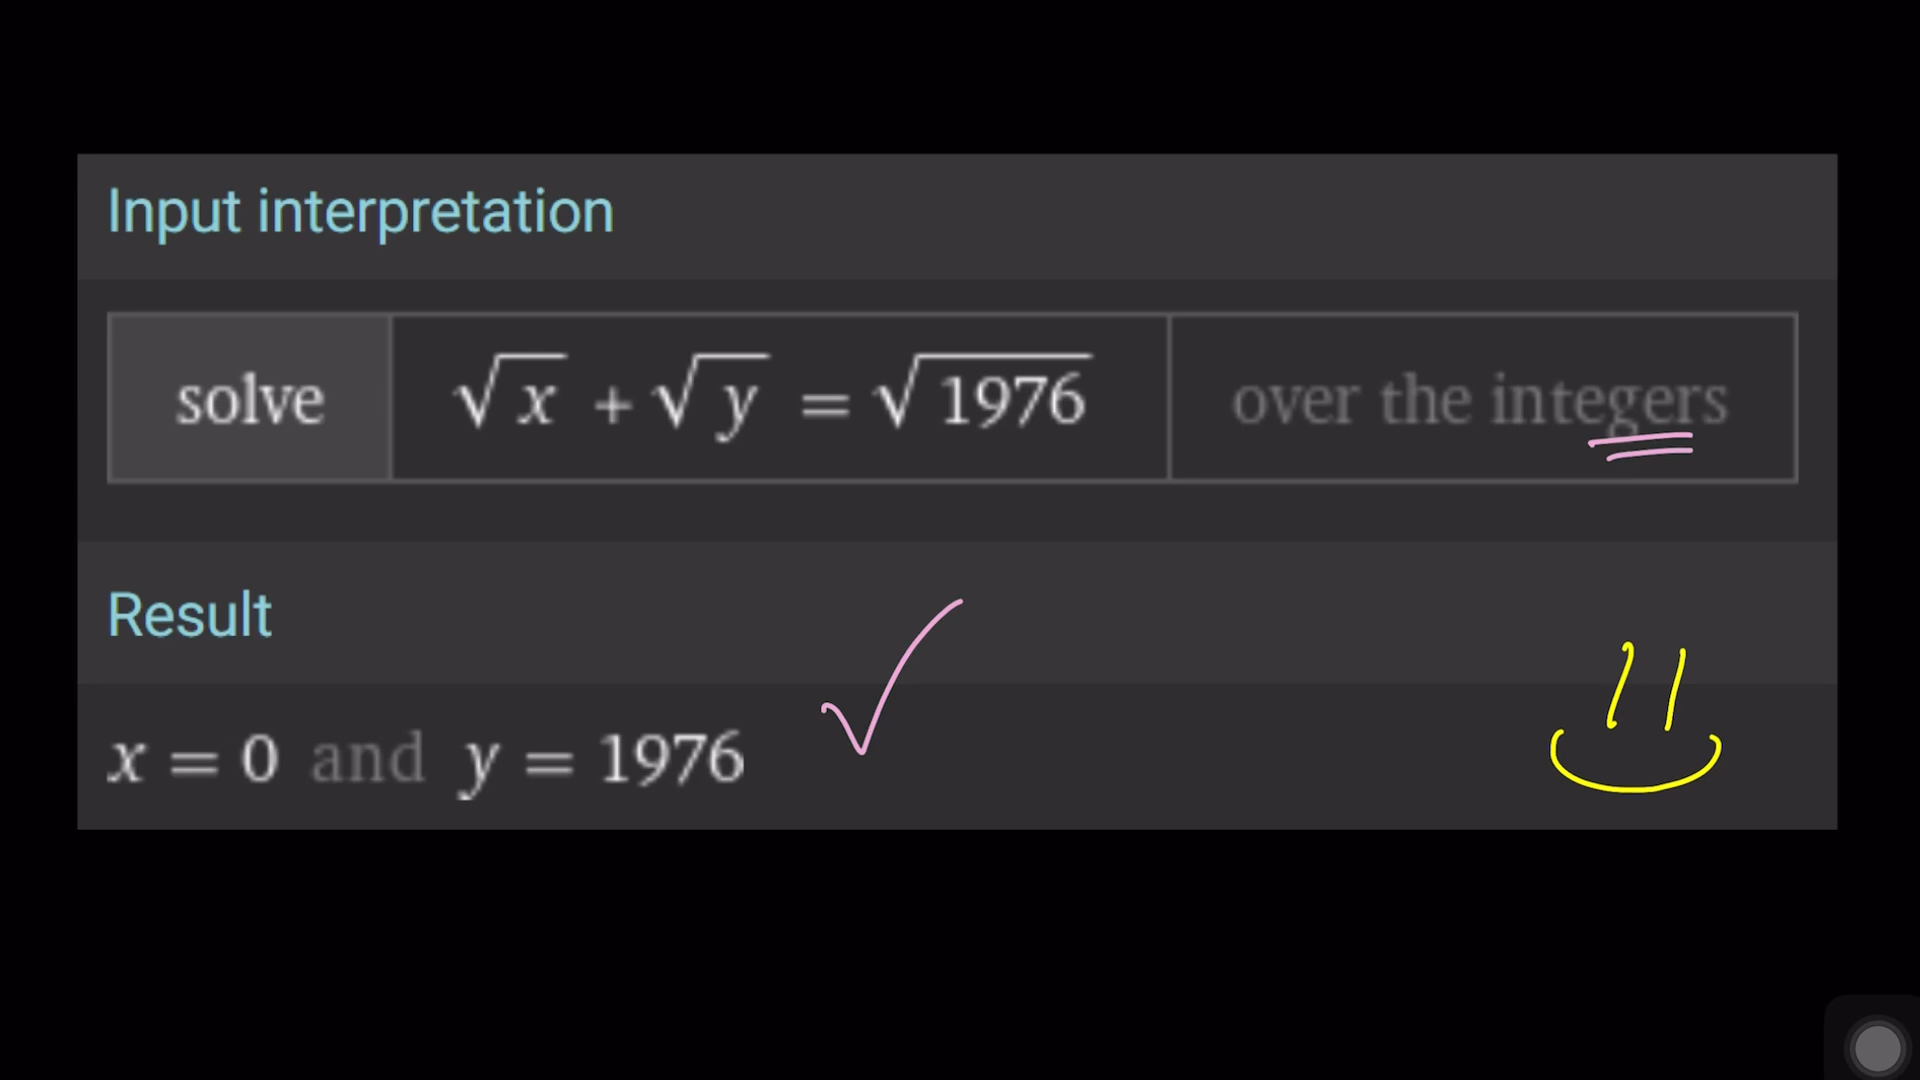 Input interpretation
solve √x + √y = √1976 over the integers
Result
x = 0 and y = 1976